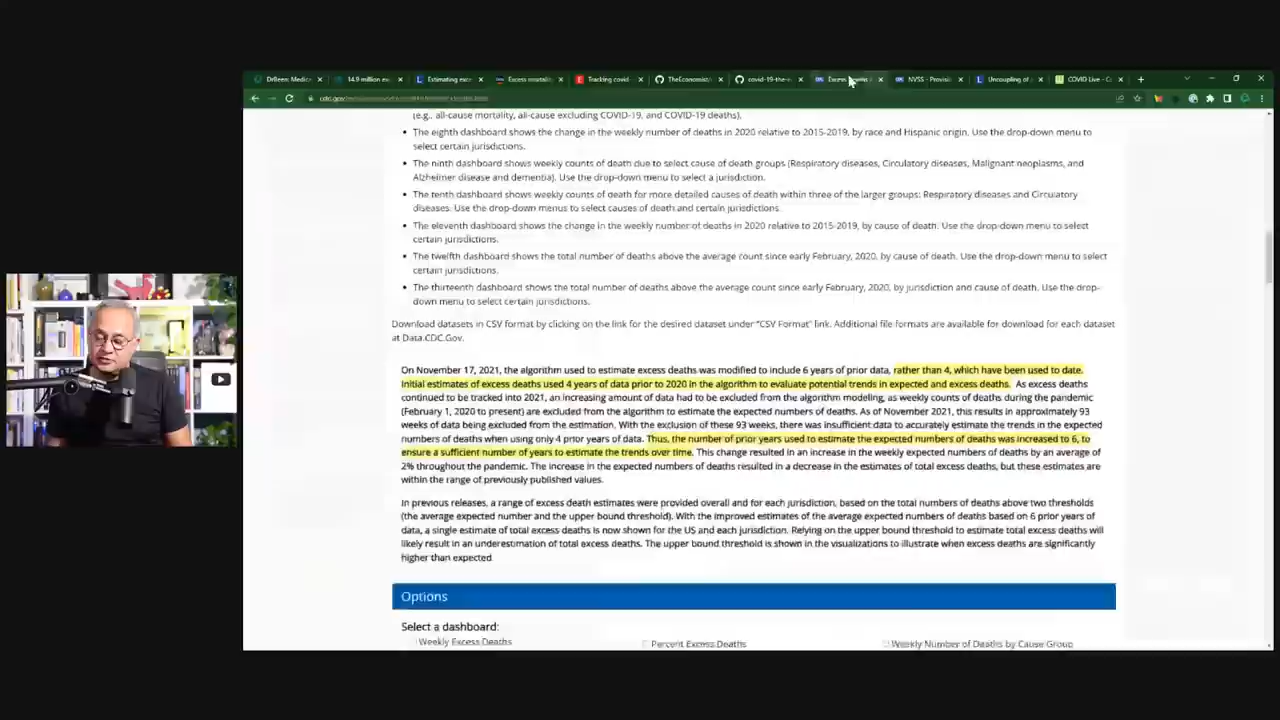 DrBeen: Medic
14.9 million ex
Estimating exce
Excess mortalit
Tracking covid-
TheEconomist/
covid-19-the-e
Excess Deaths
NVSS - Provisi
Uncoupling of
COVID Live - Co
cdc.gov
(e.g., all-cause mortality, all-cause excluding COVID-19, and COVID-19 deaths).
• The eighth dashboard shows the change in the weekly number of deaths in 2020 relative to 2015-2019, by race and Hispanic origin. Use the drop-down menu to
select certain jurisdictions.
• The ninth dashboard shows weekly counts of death due to select cause of death groups (Respiratory diseases, Circulatory diseases, Malignant neoplasms, and
Alzheimer disease and dementia). Use the drop-down menu to select a jurisdiction.
• The tenth dashboard shows weekly counts of death for more detailed causes of death within three of the larger groups: Respiratory diseases and Circulatory
diseases. Use the drop-down menus to select causes of death and certain jurisdictions.
• The eleventh dashboard shows the change in the weekly number of deaths in 2020 relative to 2015-2019, by cause of death. Use the drop-down menu to select
certain jurisdictions.
• The twelfth dashboard shows the total number of deaths above the average count since early February, 2020, by cause of death. Use the drop-down menu to select
certain jurisdictions.
• The thirteenth dashboard shows the total number of deaths above the average count since early February, 2020, by jurisdiction and cause of death. Use the drop-
down menu to select certain jurisdictions.
Download datasets in CSV format by clicking on the link for the desired dataset under "CSV Format" link. Additional file formats are available for download for each dataset
at Data.CDC.Gov.
On November 17, 2021, the algorithm used to estimate excess deaths was modified to include 6 years of prior data, rather than 4, which have been used to date.
Initial estimates of excess deaths used 4 years of data prior to 2020 in the algorithm to evaluate potential trends in expected and excess deaths. As excess deaths
continued to be tracked into 2021, an increasing amount of data had to be excluded from the algorithm modeling, as weekly counts of deaths during the pandemic
(February 1, 2020 to present) are excluded from the algorithm to estimate the expected numbers of deaths. As of November 2021, this results in approximately 93
weeks of data being excluded from the estimation. With the exclusion of these 93 weeks, there was insufficient data to accurately estimate the trends in the expected
numbers of deaths when using only 4 prior years of data. Thus, the number of prior years used to estimate the expected numbers of deaths was increased to 6, to
ensure a sufficient number of years to estimate the trends over time. This change resulted in an increase in the weekly expected numbers of deaths by an average of
2% throughout the pandemic. The increase in the expected numbers of deaths resulted in a decrease in the estimates of total excess deaths, but these estimates are
within the range of previously published values.
In previous releases, a range of excess death estimates were provided overall and for each jurisdiction, based on the total numbers of deaths above two thresholds
(the average expected number and the upper bound threshold). With the improved estimates of the average expected numbers of deaths based on 6 prior years of
data, a single estimate of total excess deaths is now shown for the US and each jurisdiction. Relying on the upper bound threshold to estimate total excess deaths will
likely result in an underestimation of total excess deaths. The upper bound threshold is shown in the visualizations to illustrate when excess deaths are significantly
higher than expected
Options
Select a dashboard:
Weekly Excess Deaths
Percent Excess Deaths
Weekly Number of Deaths by Cause Group